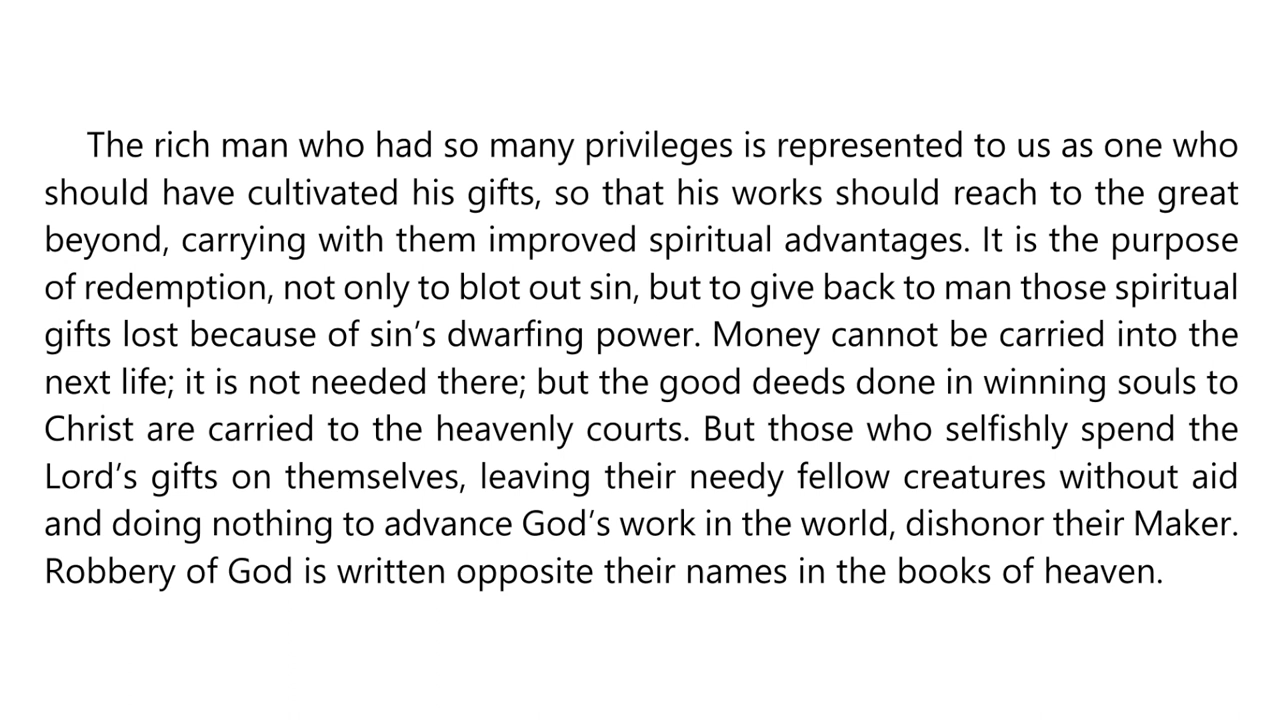 The rich man who had so many privileges is represented to us as one who
should have cultivated his gifts, so that his works should reach to the great
beyond, carrying with them improved spiritual advantages. It is the purpose
of redemption, not only to blot out sin, but to give back to man those spiritual
gifts lost because of sin’s dwarfing power. Money cannot be carried into the
next life; it is not needed there; but the good deeds done in winning souls to
Christ are carried to the heavenly courts. But those who selfishly spend the
Lord’s gifts on themselves, leaving their needy fellow creatures without aid
and doing nothing to advance God’s work in the world, dishonor their Maker.
Robbery of God is written opposite their names in the books of heaven.